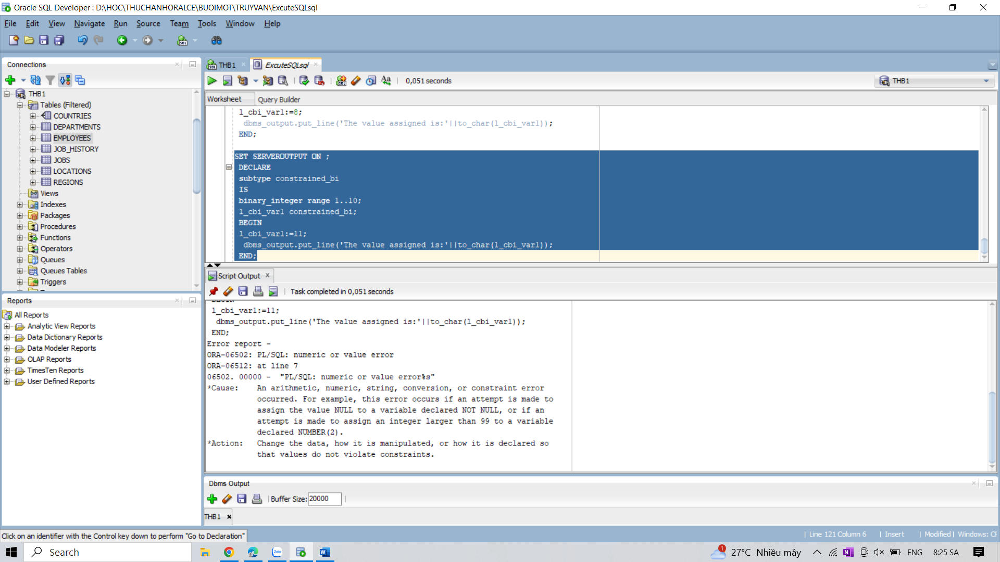 Oracle SQL Developer : D:\HOC\THUCHANHORALCE\BUOIMOT\TRUYVAN\ExcuteSQLsql
File Edit View Navigate Run Source Team Tools Window Help
Connections
THB1
Tables (Filtered)
COUNTRIES
DEPARTMENTS
EMPLOYEES
JOB_HISTORY
JOBS
LOCATIONS
REGIONS
Views
Indexes
Packages
Procedures
Functions
Operators
Queues
Queues Tables
Triggers
Reports
All Reports
Analytic View Reports
Data Dictionary Reports
Data Modeler Reports
OLAP Reports
TimesTen Reports
User Defined Reports
THB1 ExcuteSQLsql
0,051 seconds
THB1
Worksheet Query Builder
l_cbi_var1:=8;
dbms_output.put_line('The value assigned is:'||to_char(l_cbi_var1));
END;
SET SERVEROUTPUT ON ;
DECLARE
subtype constrained_bi
IS
binary_integer range 1..10;
l_cbi_var1 constrained_bi;
BEGIN
l_cbi_var1:=11;
dbms_output.put_line('The value assigned is:'||to_char(l_cbi_var1));
END;
Script Output
Task completed in 0,051 seconds
BEGIN
l_cbi_var1:=11;
dbms_output.put_line('The value assigned is:'||to_char(l_cbi_var1));
END;
Error report -
ORA-06502: PL/SQL: numeric or value error
ORA-06512: at line 7
06502. 00000 - "PL/SQL: numeric or value error%s"
*Cause: An arithmetic, numeric, string, conversion, or constraint error
occurred. For example, this error occurs if an attempt is made to
assign the value NULL to a variable declared NOT NULL, or if an
attempt is made to assign an integer larger than 99 to a variable
declared NUMBER(2).
*Action: Change the data, how it is manipulated, or how it is declared so
that values do not violate constraints.
Dbms Output
Buffer Size: 20000
THB1
Click on an identifier with the Control key down to perform "Go to Declaration"
Line 121 Column 6 | Insert | Modified | Windows: CF
Search
Zalo
1
27°C Nhiều mây
ENG
8:25 SA